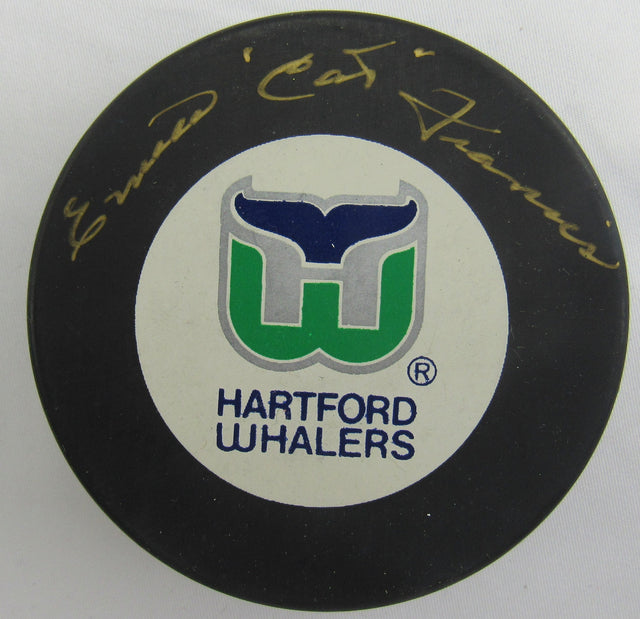 Emile "Cat" Francis
HARTFORD
WHALERS
®